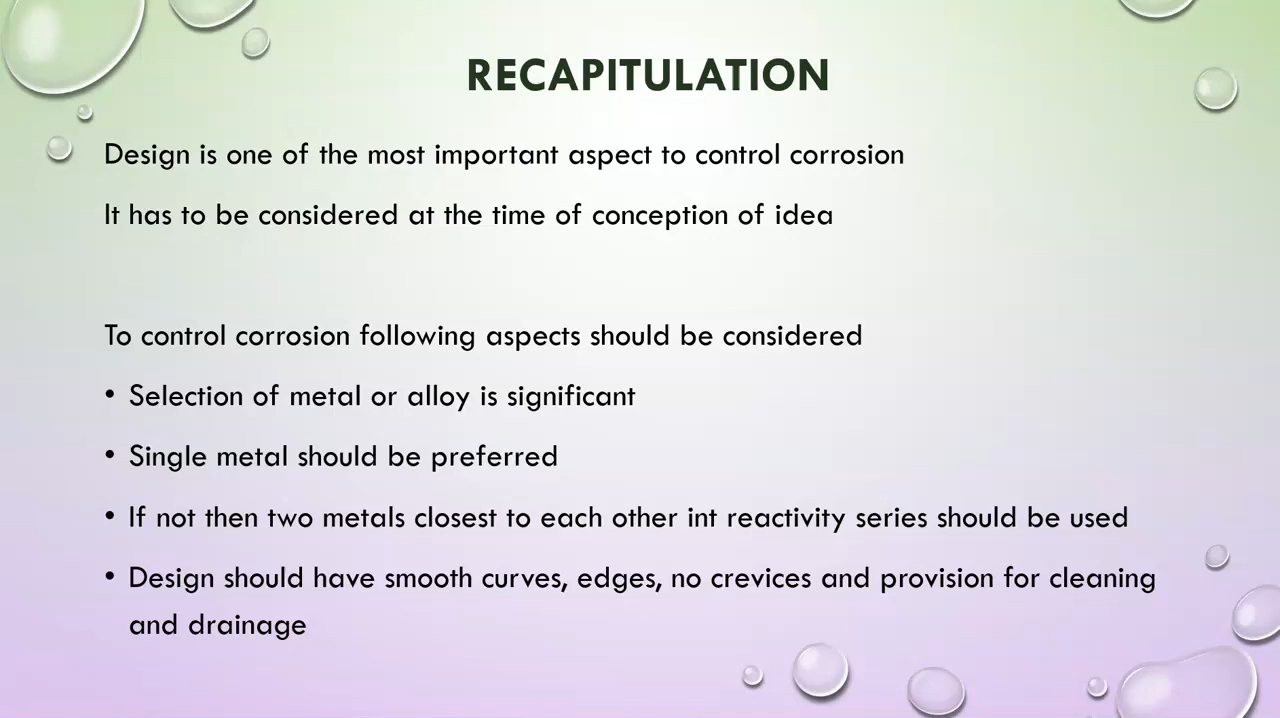 RECAPITULATION
Design is one of the most important aspect to control corrosion
It has to be considered at the time of conception of idea
To control corrosion following aspects should be considered
• Selection of metal or alloy is significant
• Single metal should be preferred
• If not then two metals closest to each other int reactivity series should be used
• Design should have smooth curves, edges, no crevices and provision for cleaning
and drainage